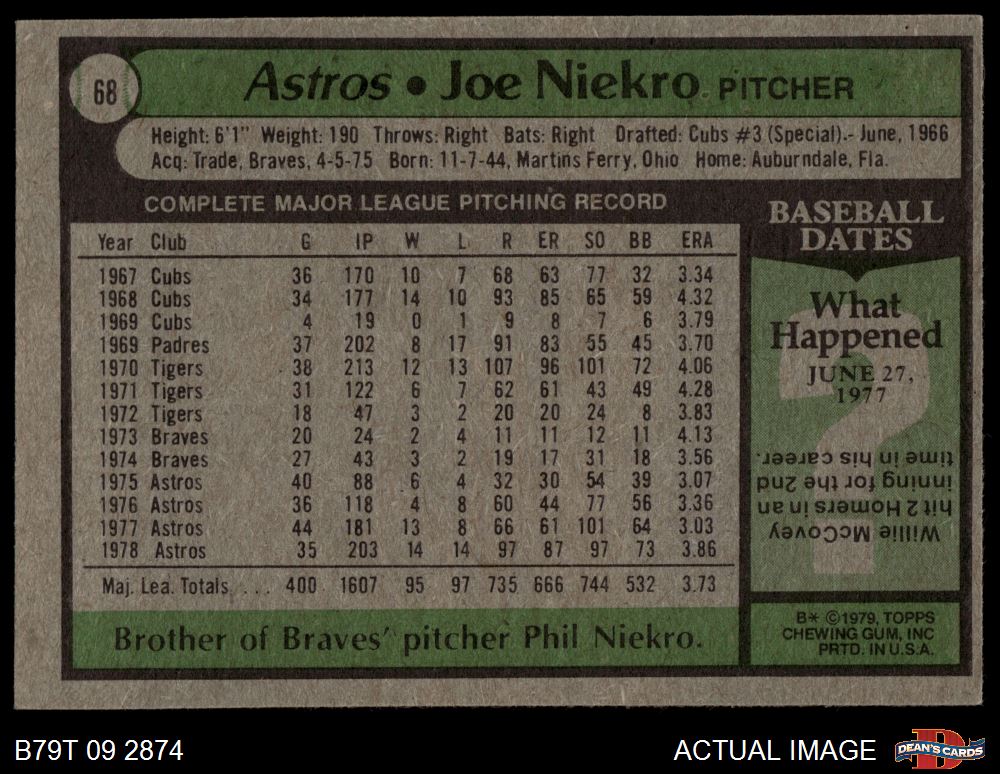 68
Astros • Joe Niekro PITCHER
Height: 6'1" Weight: 190 Throws: Right Bats: Right Drafted: Cubs #3 (Special).- June, 1966
Acq: Trade, Braves, 4-5-75 Born: 11-7-44, Martins Ferry, Ohio Home: Auburndale, Fla.
COMPLETE MAJOR LEAGUE PITCHING RECORD
Year Club G IP W L R ER SO BB ERA
1967 Cubs 36 170 10 7 68 63 77 32 3.34
1968 Cubs 34 177 14 10 93 85 65 59 4.32
1969 Cubs 4 19 0 1 9 8 7 6 3.79
1969 Padres 37 202 8 17 91 83 55 45 3.70
1970 Tigers 38 213 12 13 107 96 101 72 4.06
1971 Tigers 31 122 6 7 62 61 43 49 4.28
1972 Tigers 18 47 3 2 20 20 24 8 3.83
1973 Braves 20 24 2 4 11 11 12 11 4.13
1974 Braves 27 43 3 2 19 17 31 18 3.56
1975 Astros 40 88 6 4 32 30 54 39 3.07
1976 Astros 36 118 4 8 60 44 77 56 3.36
1977 Astros 44 181 13 8 66 61 101 64 3.03
1978 Astros 35 203 14 14 97 87 97 73 3.86
Maj. Lea. Totals . . . 400 1607 95 97 735 666 744 532 3.73
Brother of Braves' pitcher Phil Niekro.
BASEBALL
DATES
What
Happened
JUNE 27,
1977
?
Willie McCovey
hit 2 Homers in an
inning for the 2nd
time in his career.
B* ©1979, TOPPS
CHEWING GUM, INC
PRTD. IN U.S.A.
B79T 09 2874
ACTUAL IMAGE
DEAN'S CARDS